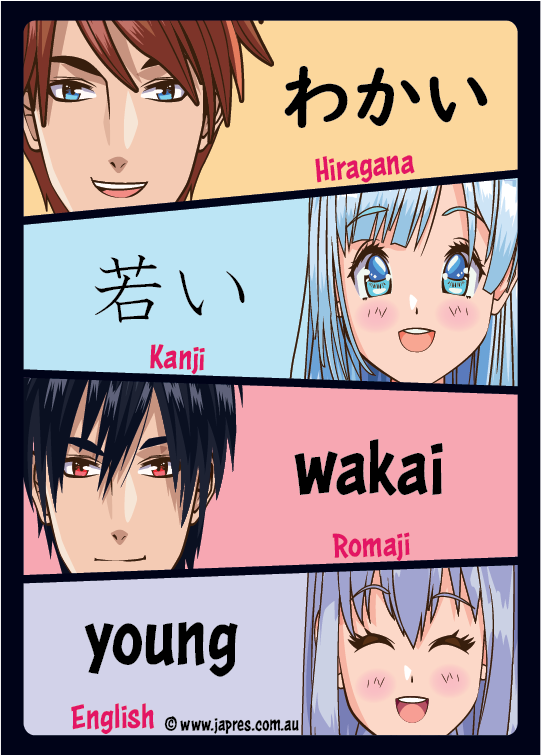 わかい
Hiragana
若い
Kanji
wakai
Romaji
young
English © www.japres.com.au